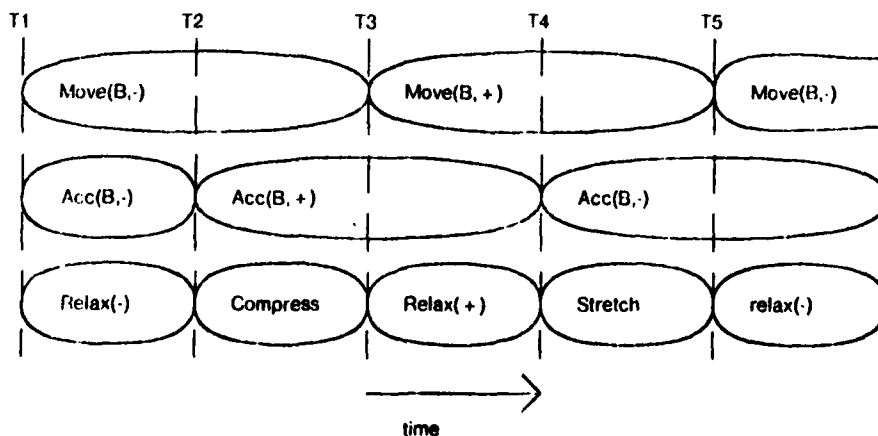 T1 T2 T3 T4 T5
Move(B,-) Move(B, +) Move(B,-)
Acc(B,-) Acc(B, +) Acc(B,-)
Relax(-) Compress Relax( + ) Stretch relax(-)
time